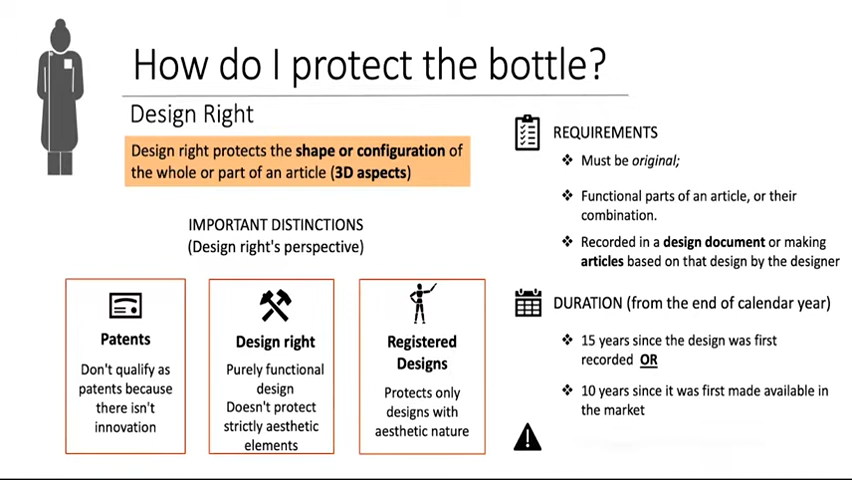 How do I protect the bottle?
Design Right
Design right protects the shape or configuration of
the whole or part of an article (3D aspects)
IMPORTANT DISTINCTIONS
(Design right's perspective)
Patents
Don't qualify as
patents because
there isn't
innovation
Design right
Purely functional
design
Doesn't protect
strictly aesthetic
elements
Registered
Designs
Protects only
designs with
aesthetic nature
REQUIREMENTS
❖ Must be original;
❖ Functional parts of an article, or their
combination.
❖ Recorded in a design document or making
articles based on that design by the designer
DURATION (from the end of calendar year)
❖ 15 years since the design was first
recorded OR
❖ 10 years since it was first made available in
the market